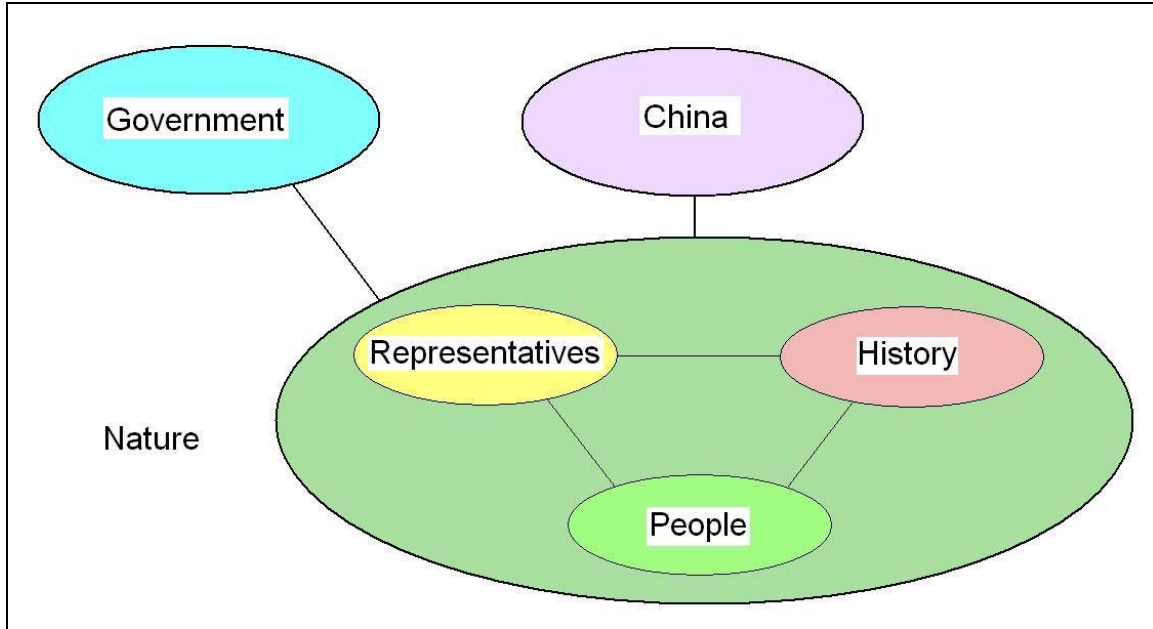 Government
China
Representatives
History
Nature
People